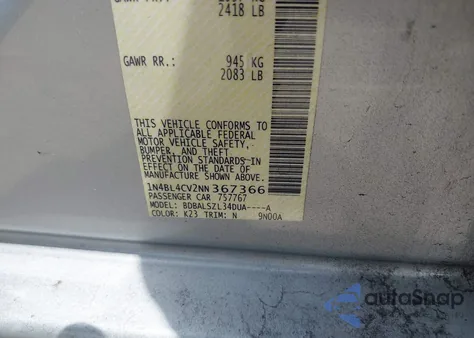 2418 LB
GAWR RR.: 945 KG
2083 LB
THIS VEHICLE CONFORMS TO
ALL APPLICABLE FEDERAL
MOTOR VEHICLE SAFETY,
BUMPER, AND THEFT
PREVENTION STANDARDS
IN EFFECT ON THE DATE OF
MANUFACTURE SHOWN ABOVE.
1N4BL4CV2NN367366
PASSENGER CAR 757767
MODEL: BDBALSZL34DUA----A
COLOR: K23 TRIM: N 9N00A
autoSnap